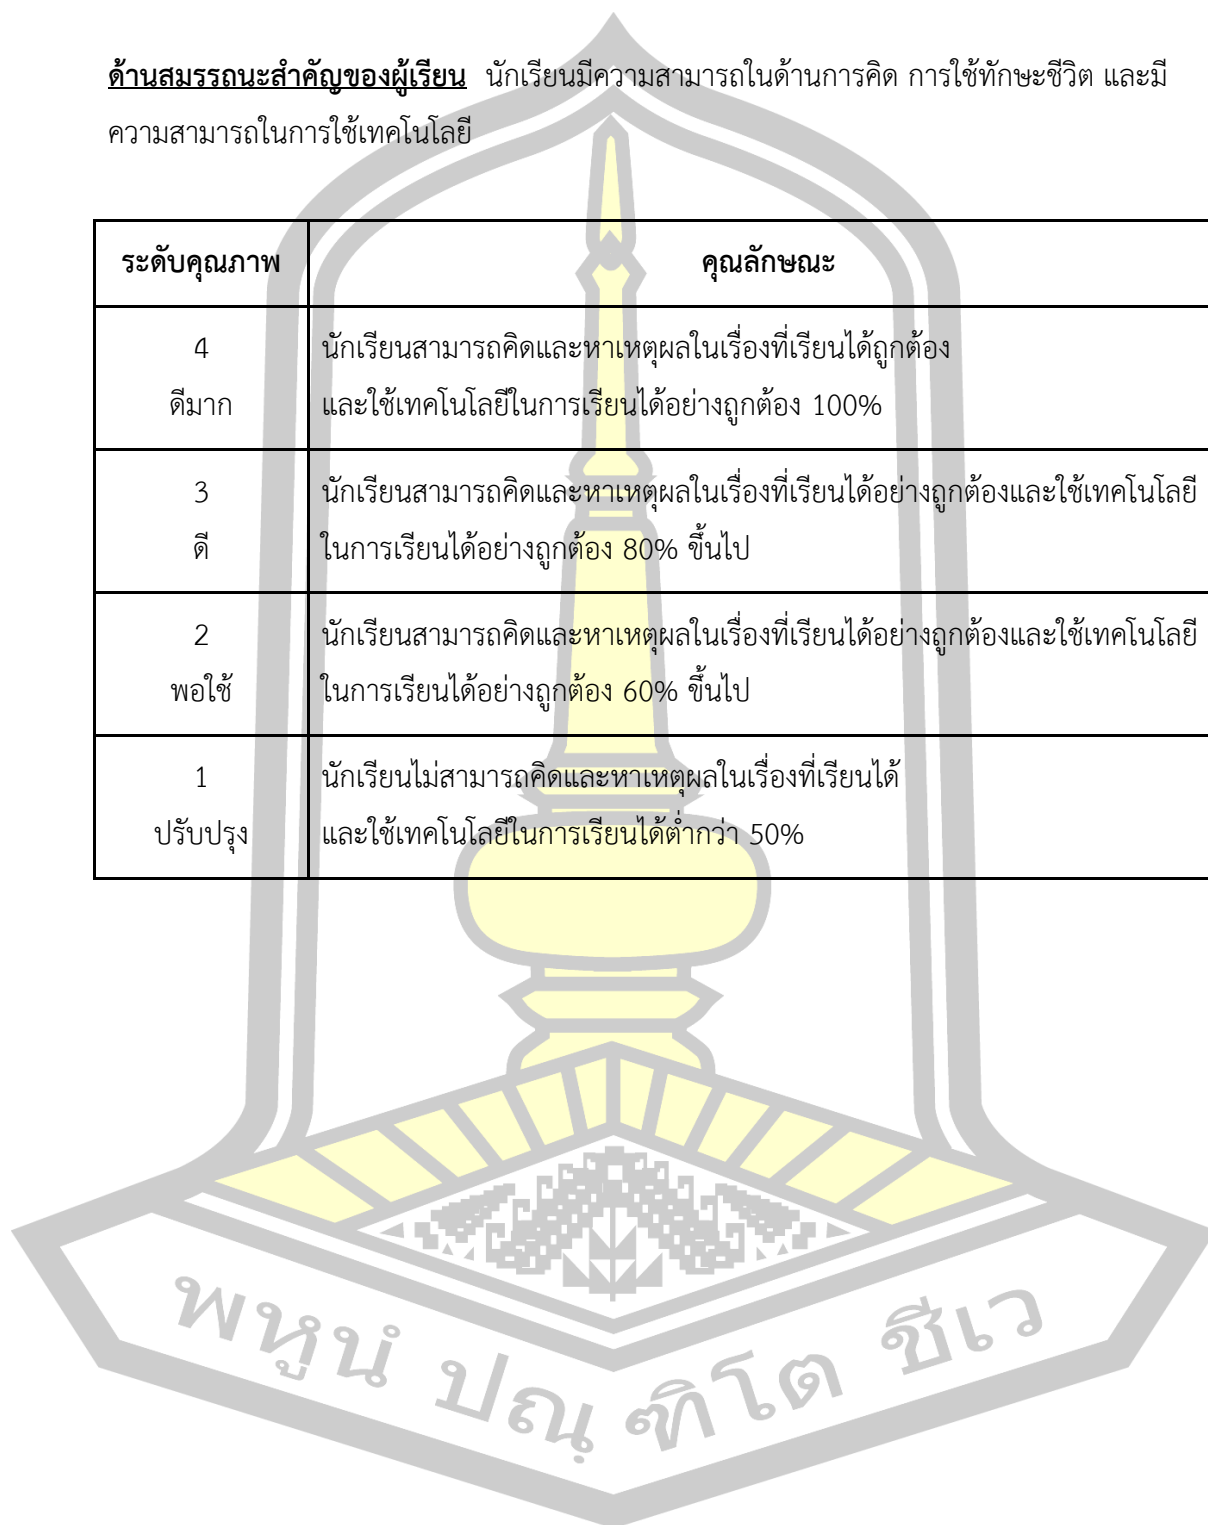 ด้านสมรรถนะสำคัญของผู้เรียน นักเรียนมีความสามารถในด้านการคิด การใช้ทักษะชีวิต และมี
ความสามารถในการใช้เทคโนโลยี
ระดับคุณภาพ
คุณลักษณะ
4
ดีมาก
นักเรียนสามารถคิดและหาเหตุผลในเรื่องที่เรียนได้ถูกต้อง
และใช้เทคโนโลยีในการเรียนได้อย่างถูกต้อง 100%
3
ดี
นักเรียนสามารถคิดและหาเหตุผลในเรื่องที่เรียนได้อย่างถูกต้องและใช้เทคโนโลยี
ในการเรียนได้อย่างถูกต้อง 80% ขึ้นไป
2
พอใช้
นักเรียนสามารถคิดและหาเหตุผลในเรื่องที่เรียนได้อย่างถูกต้องและใช้เทคโนโลยี
ในการเรียนได้อย่างถูกต้อง 60% ขึ้นไป
1
ปรับปรุง
นักเรียนไม่สามารถคิดและหาเหตุผลในเรื่องที่เรียนได้
และใช้เทคโนโลยีในการเรียนได้ต่ำกว่า 50%
พหูนํ ปณฺฑิโต ชีเว